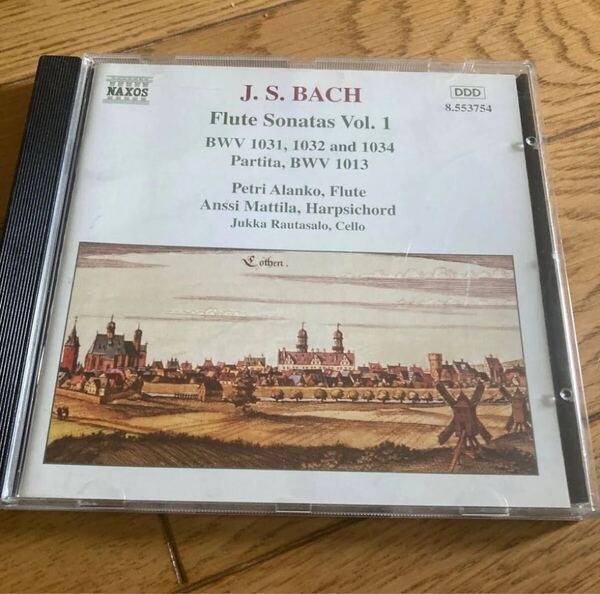 NAXOS
DDD
8.553754
J. S. BACH
Flute Sonatas Vol. 1
BWV 1031, 1032 and 1034
Partita, BWV 1013
Petri Alanko, Flute
Anssi Mattila, Harpsichord
Jukka Rautasalo, Cello
Cöthen.